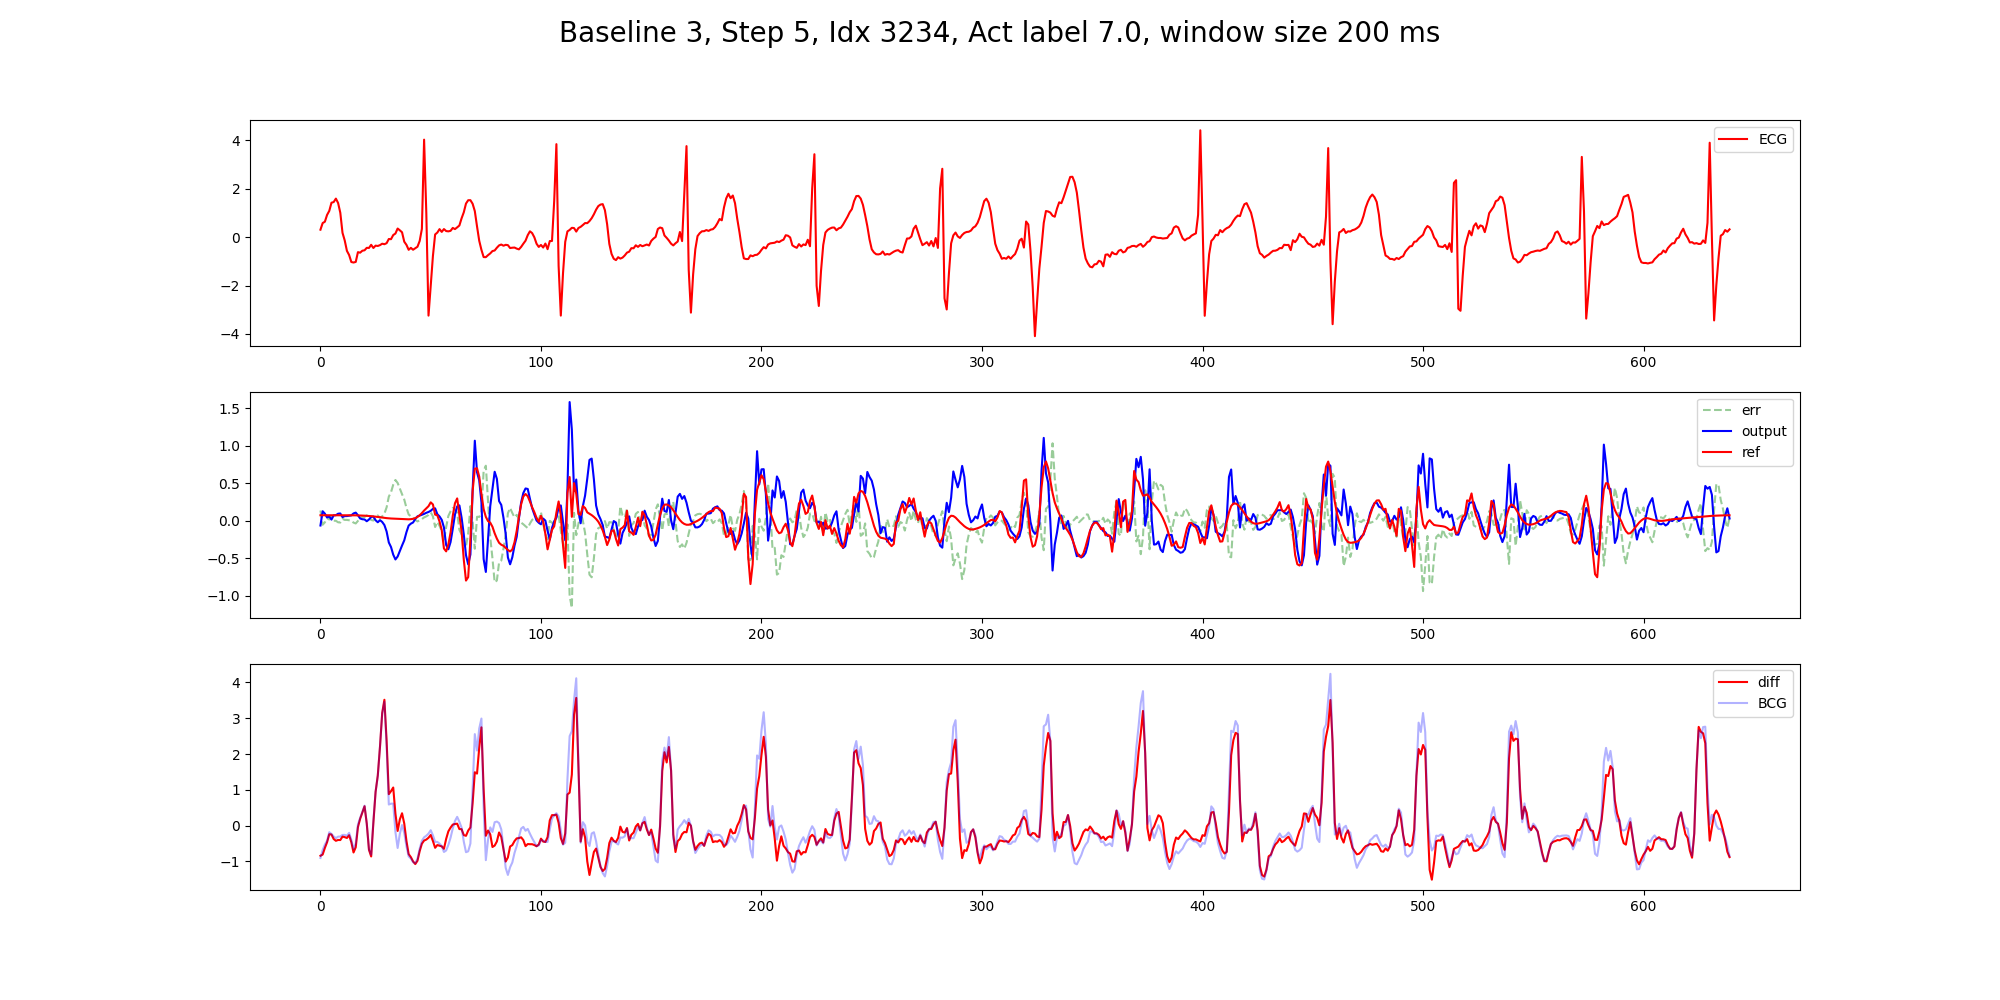 Baseline 3, Step 5, Idx 3234, Act label 7.0, window size 200 ms
ECG
4
2
0
−2
−4
0 100 200 300 400 500 600
err
output
ref
1.5
1.0
0.5
0.0
−0.5
−1.0
0 100 200 300 400 500 600
diff
BCG
4
3
2
1
0
−1
0 100 200 300 400 500 600